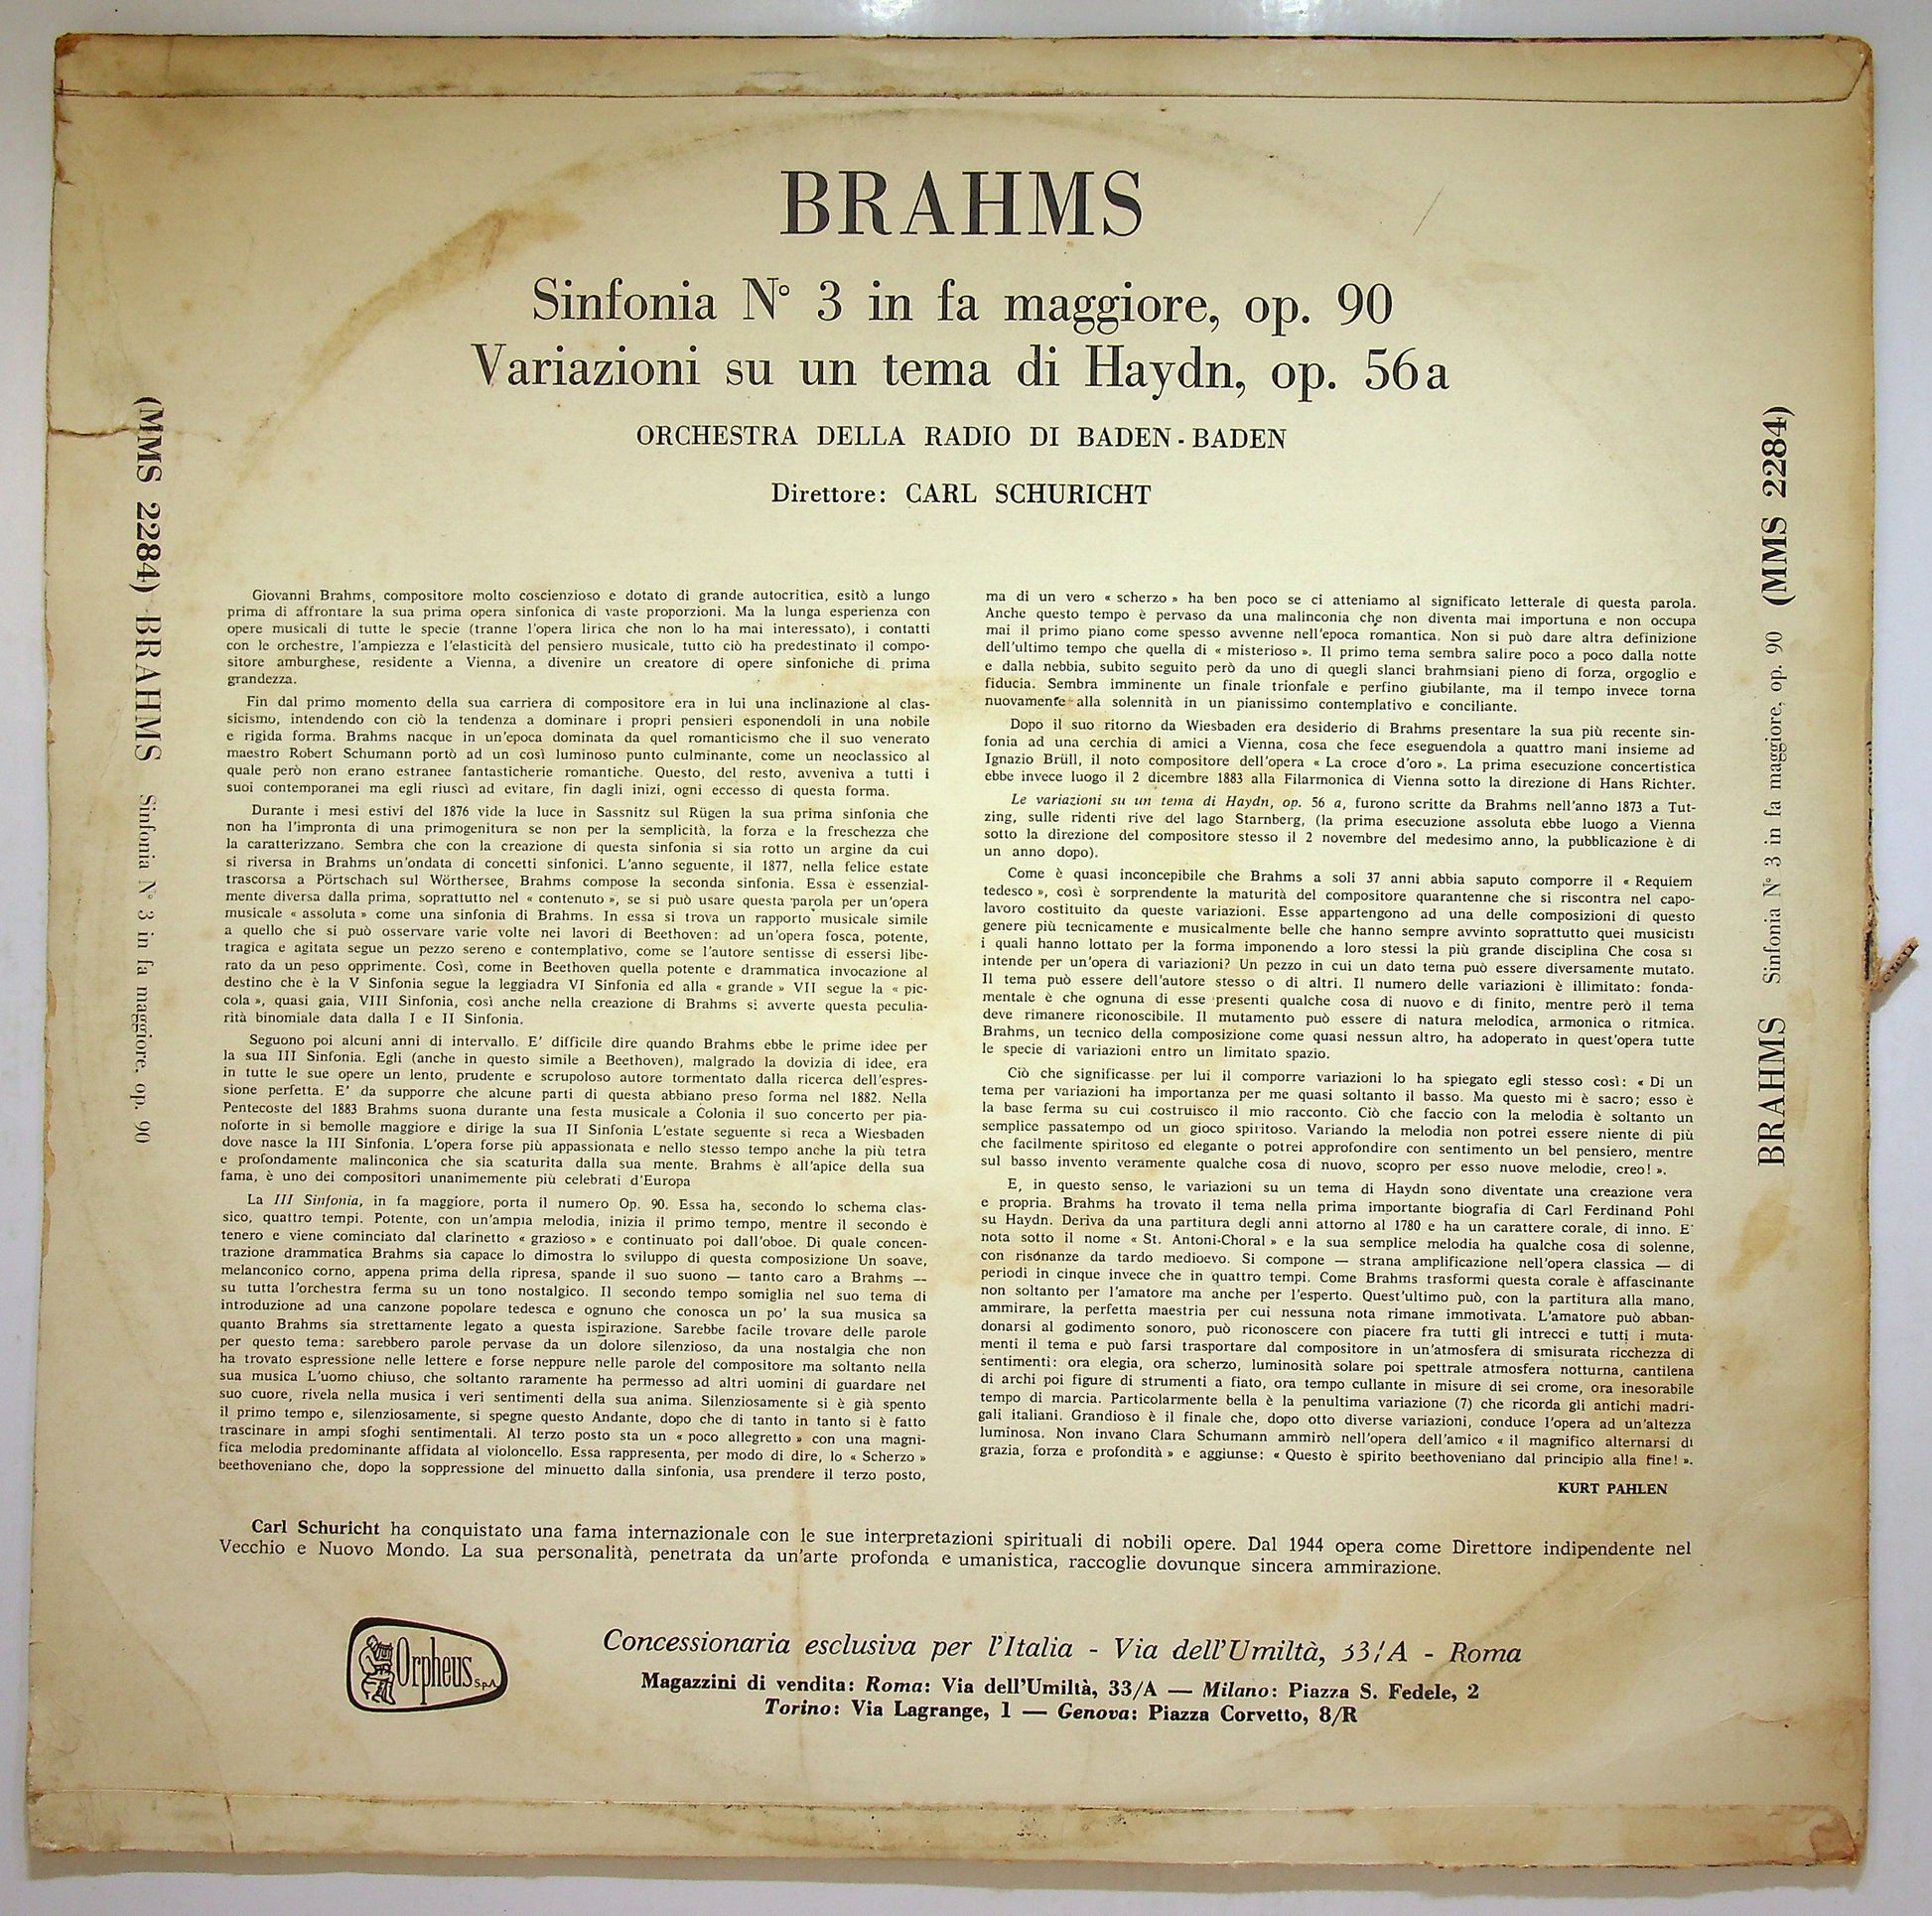 BRAHMS
Sinfonia N° 3 in fa maggiore, op. 90
Variazioni su un tema di Haydn, op. 56 a
ORCHESTRA DELLA RADIO DI BADEN - BADEN
Direttore: CARL SCHURICHT
(MMS 2284) BRAHMS Sinfonia N° 3 in fa maggiore, op. 90
Giovanni Brahms, compositore molto coscienzioso e dotato di grande autocritica, esitò a lungo
prima di affrontare la sua prima opera sinfonica di vaste proporzioni. Ma la lunga esperienza con
opere musicali di tutte le specie (tranne l'opera lirica che non lo ha mai interessato), i contatti
con le orchestre, l'ampiezza e l'elasticità del pensiero musicale, tutto ciò ha predestinato il compo-
sitore amburghese, residente a Vienna, a divenire un creatore di opere sinfoniche di prima
grandezza.
Fin dal primo momento della sua carriera di compositore era in lui una inclinazione al clas-
sicismo, intendendo con ciò la tendenza a dominare i propri pensieri esponendoli in una nobile
e rigida forma. Brahms nacque in un'epoca dominata da quel romanticismo che il suo venerato
maestro Robert Schumann portò ad un così luminoso punto culminante, come un neoclassico al
quale però non erano estranee fantasticherie romantiche. Questo, del resto, avveniva a tutti i
suoi contemporanei ma egli riuscì ad evitare, fin dagli inizi, ogni eccesso di questa forma.
Durante i mesi estivi del 1876 vide la luce in Sassnitz sul Rügen la sua prima sinfonia che
non ha l'impronta di una primogenitura se non per la semplicità, la forza e la freschezza che
la caratterizzano. Sembra che con la creazione di questa sinfonia si sia rotto un argine da cui
si riversa in Brahms un'ondata di concetti sinfonici. L'anno seguente, il 1877, nella felice estate
trascorsa a Pörtschach sul Wörthersee, Brahms compose la seconda sinfonia. Essa è essenzial-
mente diversa dalla prima, soprattutto nel « contenuto », se si può usare questa parola per un'opera
musicale « assoluta » come una sinfonia di Brahms. In essa si trova un rapporto musicale simile
a quello che si può osservare varie volte nei lavori di Beethoven: ad un'opera fosca, potente,
tragica e agitata segue un pezzo sereno e contemplativo, come se l'autore sentisse di essersi libe-
rato da un peso opprimente. Così, come in Beethoven quella potente e drammatica invocazione al
destino che è la V Sinfonia segue la leggiadra VI Sinfonia ed alla « grande » VII segue la « pic-
cola », quasi gaia, VIII Sinfonia, così anche nella creazione di Brahms si avverte questa peculia-
rità binomiale data dalla I e II Sinfonia.
Seguono poi alcuni anni di intervallo. E' difficile dire quando Brahms ebbe le prime idee per
la sua III Sinfonia. Egli (anche in questo simile a Beethoven), malgrado la dovizia di idee, era
in tutte le sue opere un lento, prudente e scrupoloso autore tormentato dalla ricerca dell'espres-
sione perfetta. E' da supporre che alcune parti di questa abbiano preso forma nel 1882. Nella
Pentecoste del 1883 Brahms suona durante una festa musicale a Colonia il suo concerto per pia-
noforte in si bemolle maggiore e dirige la sua II Sinfonia L'estate seguente si reca a Wiesbaden
dove nasce la III Sinfonia. L'opera forse più appassionata e nello stesso tempo anche la più tetra
e profondamente malinconica che sia scaturita dalla sua mente. Brahms è all'apice della sua
fama, è uno dei compositori unanimemente più celebrati d'Europa
La III Sinfonia, in fa maggiore, porta il numero Op. 90. Essa ha, secondo lo schema clas-
sico, quattro tempi. Potente, con un'ampia melodia, inizia il primo tempo, mentre il secondo è
tenero e viene cominciato dal clarinetto « grazioso » e continuato poi dall'oboe. Di quale concen-
trazione drammatica Brahms sia capace lo dimostra lo sviluppo di questa composizione Un soave,
melanconico corno, appena prima della ripresa, spande il suo suono — tanto caro a Brahms —
su tutta l'orchestra ferma su un tono nostalgico. Il secondo tempo somiglia nel suo tema di
introduzione ad una canzone popolare tedesca e ognuno che conosca un po' la sua musica sa
quanto Brahms sia strettamente legato a questa ispirazione. Sarebbe facile trovare delle parole
per questo tema: sarebbero parole pervase da un dolore silenzioso, da una nostalgia che non
ha trovato espressione nelle lettere e forse neppure nelle parole del compositore ma soltanto nella
sua musica L'uomo chiuso, che soltanto raramente ha permesso ad altri uomini di guardare nel
suo cuore, rivela nella musica i veri sentimenti della sua anima. Silenziosamente si è già spento
il primo tempo e, silenziosamente, si spegne questo Andante, dopo che di tanto in tanto si è fatto
trascinare in ampi sfoghi sentimentali. Al terzo posto sta un « poco allegretto » con una magni-
fica melodia predominante affidata al violoncello. Essa rappresenta, per modo di dire, lo « Scherzo »
beethoveniano che, dopo la soppressione del minuetto dalla sinfonia, usa prendere il terzo posto,
ma di un vero « scherzo » ha ben poco se ci atteniamo al significato letterale di questa parola.
Anche questo tempo è pervaso da una malinconia che non diventa mai importuna e non occupa
mai il primo piano come spesso avvenne nell'epoca romantica. Non si può dare altra definizione
dell'ultimo tempo che quella di « misterioso ». Il primo tema sembra salire poco a poco dalla notte
e dalla nebbia, subito seguito però da uno di quegli slanci brahmsiani pieno di forza, orgoglio e
fiducia. Sembra imminente un finale trionfale e perfino giubilante, ma il tempo invece torna
nuovamente alla solennità in un pianissimo contemplativo e conciliante.
Dopo il suo ritorno da Wiesbaden era desiderio di Brahms presentare la sua più recente sin-
fonia ad una cerchia di amici a Vienna, cosa che fece eseguendola a quattro mani insieme ad
Ignazio Brüll, il noto compositore dell'opera « La croce d'oro ». La prima esecuzione concertistica
ebbe invece luogo il 2 dicembre 1883 alla Filarmonica di Vienna sotto la direzione di Hans Richter.
Le variazioni su un tema di Haydn, op. 56 a, furono scritte da Brahms nell'anno 1873 a Tut-
zing, sulle ridenti rive del lago Starnberg, (la prima esecuzione assoluta ebbe luogo a Vienna
sotto la direzione del compositore stesso il 2 novembre del medesimo anno, la pubblicazione è di
un anno dopo).
Come è quasi inconcepibile che Brahms a soli 37 anni abbia saputo comporre il « Requiem
tedesco », così è sorprendente la maturità del compositore quarantenne che si riscontra nel capo-
lavoro costituito da queste variazioni. Esse appartengono ad una delle composizioni di questo
genere più tecnicamente e musicalmente belle che hanno sempre avvinto soprattutto quei musicisti
i quali hanno lottato per la forma imponendo a loro stessi la più grande disciplina Che cosa si
intende per un'opera di variazioni? Un pezzo in cui un dato tema può essere diversamente mutato.
Il tema può essere dell'autore stesso o di altri. Il numero delle variazioni è illimitato: fonda-
mentale è che ognuna di esse presenti qualche cosa di nuovo e di finito, mentre però il tema
deve rimanere riconoscibile. Il mutamento può essere di natura melodica, armonica o ritmica.
Brahms, un tecnico della composizione come quasi nessun altro, ha adoperato in quest'opera tutte
le specie di variazioni entro un limitato spazio.
Ciò che significasse per lui il comporre variazioni lo ha spiegato egli stesso così: « Di un
tema per variazioni ha importanza per me quasi soltanto il basso. Ma questo mi è sacro; esso è
la base ferma su cui costruisco il mio racconto. Ciò che faccio con la melodia è soltanto un
semplice passatempo od un gioco spiritoso. Variando la melodia non potrei essere niente di più
che facilmente spiritoso ed elegante o potrei approfondire con sentimento un bel pensiero, mentre
sul basso invento veramente qualche cosa di nuovo, scopro per esso nuove melodie, creo! ».
E, in questo senso, le variazioni su un tema di Haydn sono diventate una creazione vera
e propria. Brahms ha trovato il tema nella prima importante biografia di Carl Ferdinand Pohl
su Haydn. Deriva da una partitura degli anni attorno al 1780 e ha un carattere corale, di inno. E'
nota sotto il nome « St. Antoni-Choral » e la sua semplice melodia ha qualche cosa di solenne,
con risonanze da tardo medioevo. Si compone — strana amplificazione nell'opera classica — di
periodi in cinque invece che in quattro tempi. Come Brahms trasformi questa corale è affascinante
non soltanto per l'amatore ma anche per l'esperto. Quest'ultimo può, con la partitura alla mano,
ammirare, la perfetta maestria per cui nessuna nota rimane immotivata. L'amatore può abban-
donarsi al godimento sonoro, può riconoscere con piacere fra tutti gli intrecci e tutti i muta-
menti il tema e può farsi trasportare dal compositore in un'atmosfera di smisurata ricchezza di
sentimenti: ora elegia, ora scherzo, luminosità solare poi spettrale atmosfera notturna, cantilena
di archi poi figure di strumenti a fiato, ora tempo cullante in misure di sei crome, ora inesorabile
tempo di marcia. Particolarmente bella è la penultima variazione (7) che ricorda gli antichi madri-
gali italiani. Grandioso è il finale che, dopo otto diverse variazioni, conduce l'opera ad un'altezza
luminosa. Non invano Clara Schumann ammirò nell'opera dell'amico « il magnifico alternarsi di
grazia, forza e profondità » e aggiunse: « Questo è spirito beethoveniano dal principio alla fine! ».
KURT PAHLEN
(MMS 2284)
BRAHMS Sinfonia N° 3 in fa maggiore, op. 90
Carl Schuricht ha conquistato una fama internazionale con le sue interpretazioni spirituali di nobili opere. Dal 1944 opera come Direttore indipendente nel
Vecchio e Nuovo Mondo. La sua personalità, penetrata da un'arte profonda e umanistica, raccoglie dovunque sincera ammirazione.
Orpheus S.p.A.
Concessionaria esclusiva per l'Italia - Via dell'Umiltà, 33/A - Roma
Magazzini di vendita: Roma: Via dell'Umiltà, 33/A — Milano: Piazza S. Fedele, 2
Torino: Via Lagrange, 1 — Genova: Piazza Corvetto, 8/R